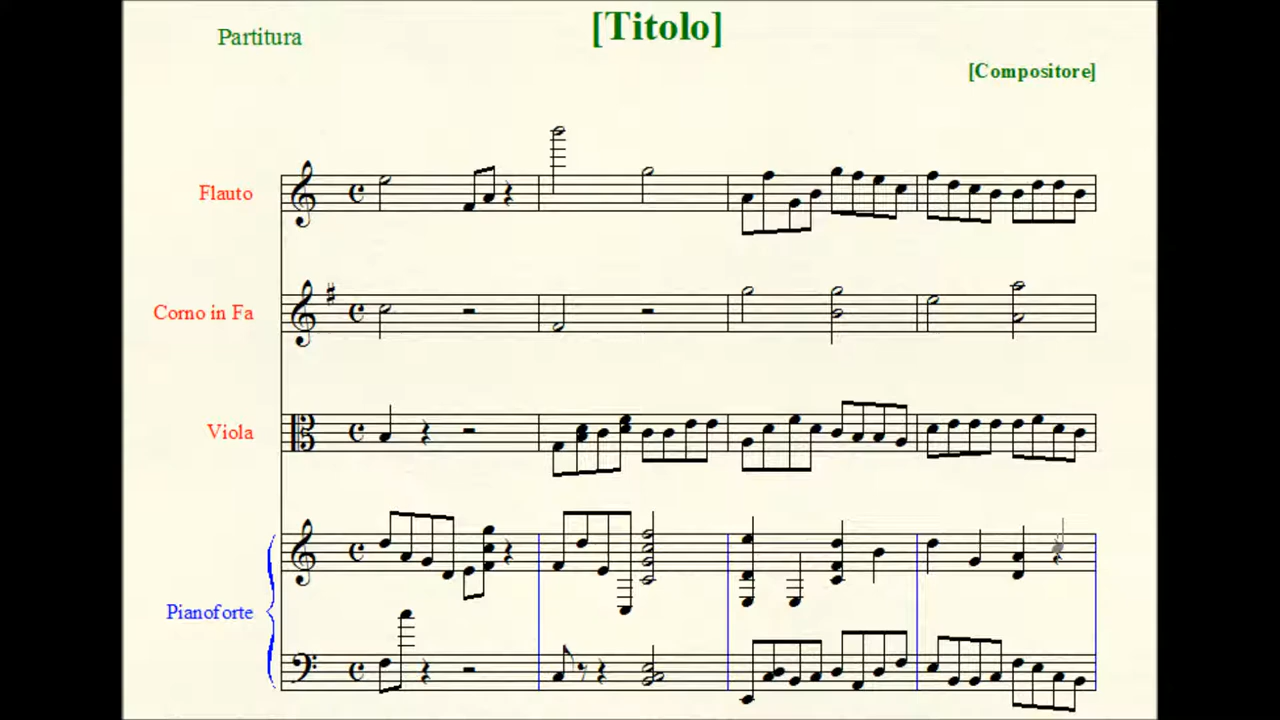 [Titolo]
Partitura
[Compositore]
Flauto
Corno in Fa
Viola
Pianoforte